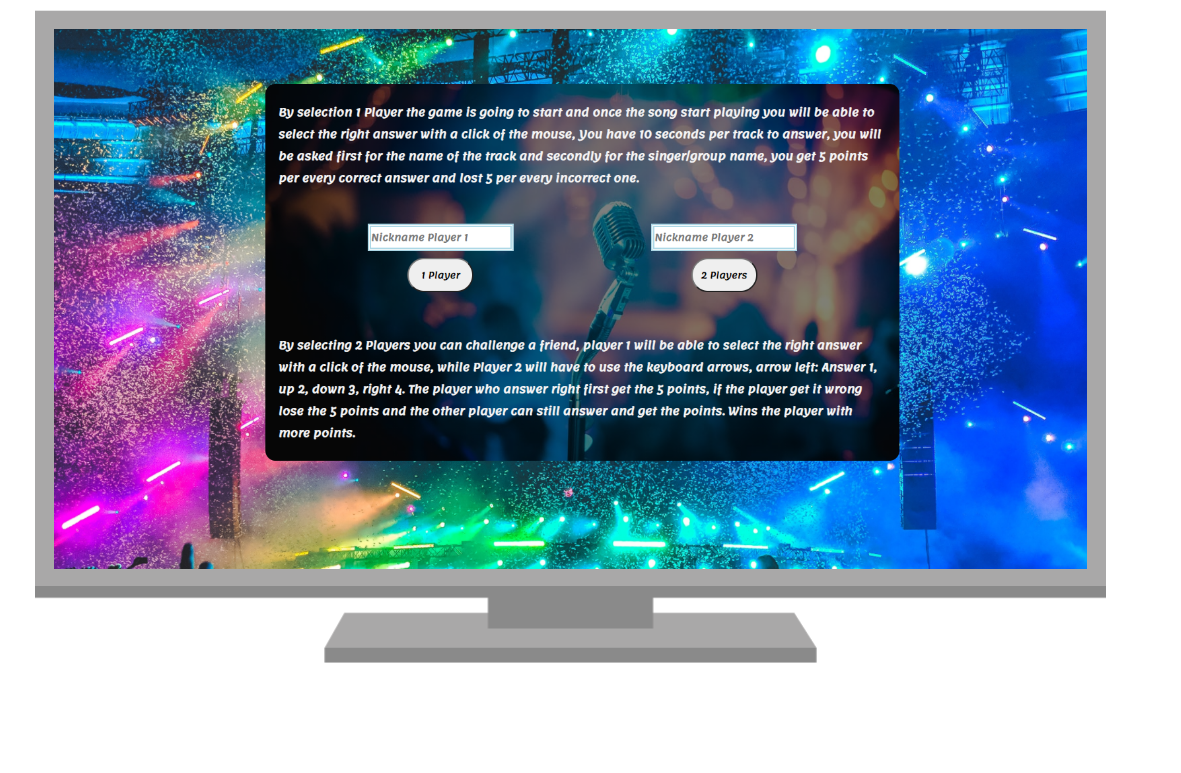 By selection 1 Player the game is going to start and once the song start playing you will be able to
select the right answer with a click of the mouse, You have 10 seconds per track to answer, you will
be asked first for the name of the track and secondly for the singer/group name, you get 5 points
per every correct answer and lost 5 per every incorrect one.
Nickname Player 1
Nickname Player 2
1 Player
2 Players
By selecting 2 Players you can challenge a friend, player 1 will be able to select the right answer
with a click of the mouse, while Player 2 will have to use the keyboard arrows, arrow left: Answer 1,
up 2, down 3, right 4. The player who answer right first get the 5 points, if the player get it wrong
lose the 5 points and the other player can still answer and get the points. Wins the player with
more points.